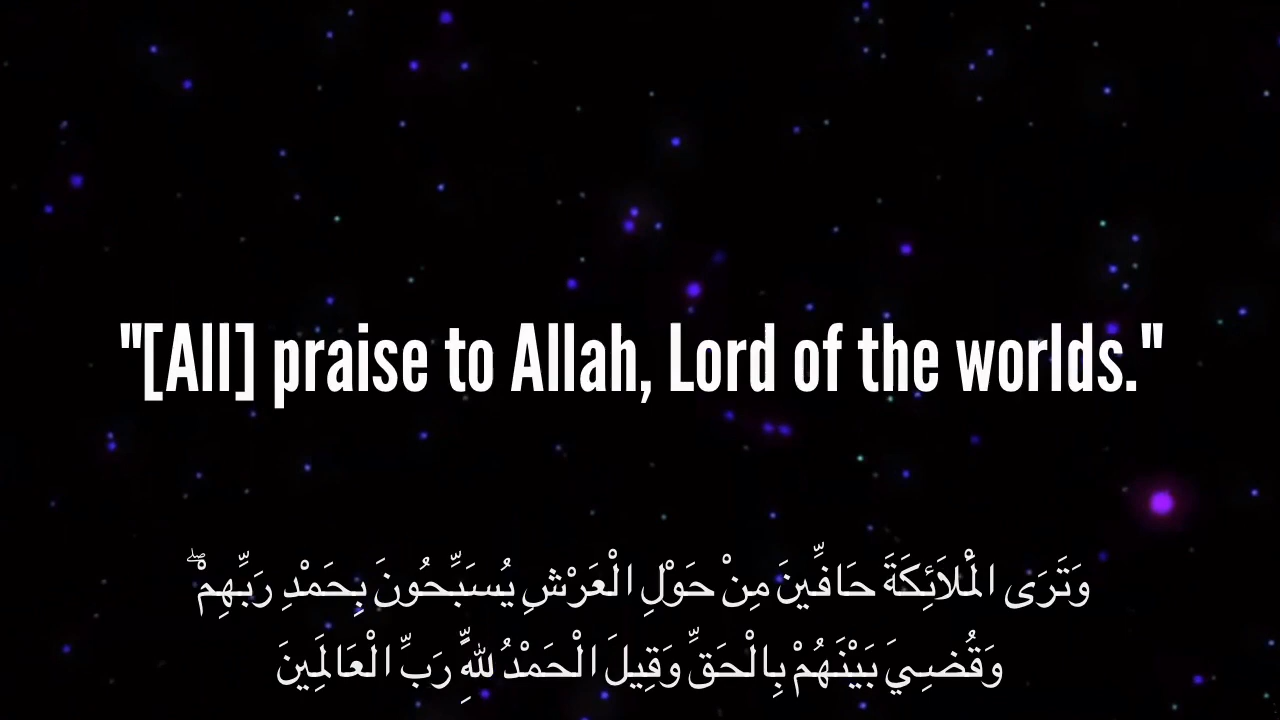 "[All] praise to Allah, Lord of the worlds."
وَتَرَى الْمَلَائِكَةَ حَافِّينَ مِنْ حَوْلِ الْعَرْشِ يُسَبِّحُونَ بِحَمْدِ رَبِّهِمْ ۖ
وَقُضِيَ بَيْنَهُمْ بِالْحَقِّ وَقِيلَ الْحَمْدُ لِلَّهِ رَبِّ الْعَالَمِينَ